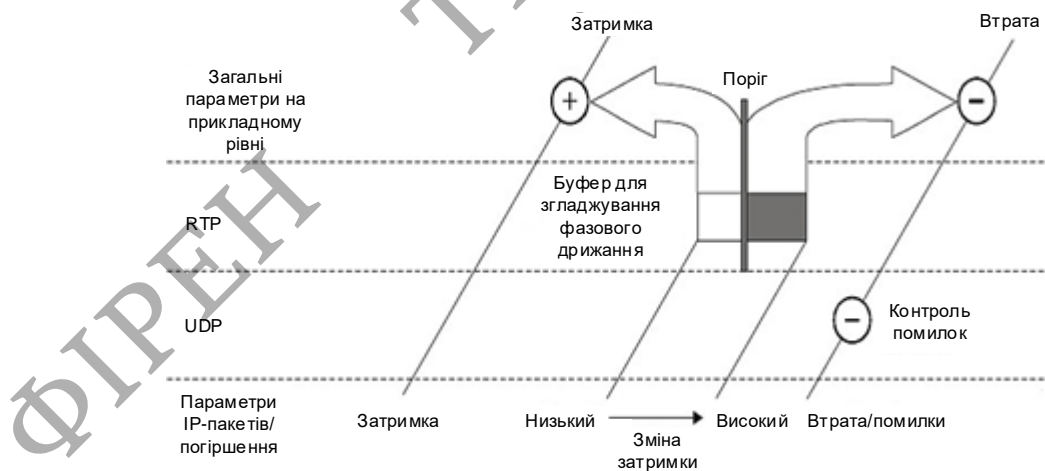 Затримка
Втрата
Загальні
параметри на
прикладному
рівні
+
Поріг
−
Буфер для
згладжування
фазового
дрижання
RTP
UDP
−
Контроль
помилок
Параметри
IP-пакетів/
погіршення
Затримка
Низький
Високий
Втрата/помилки
Зміна
затримки
ФІРЕН